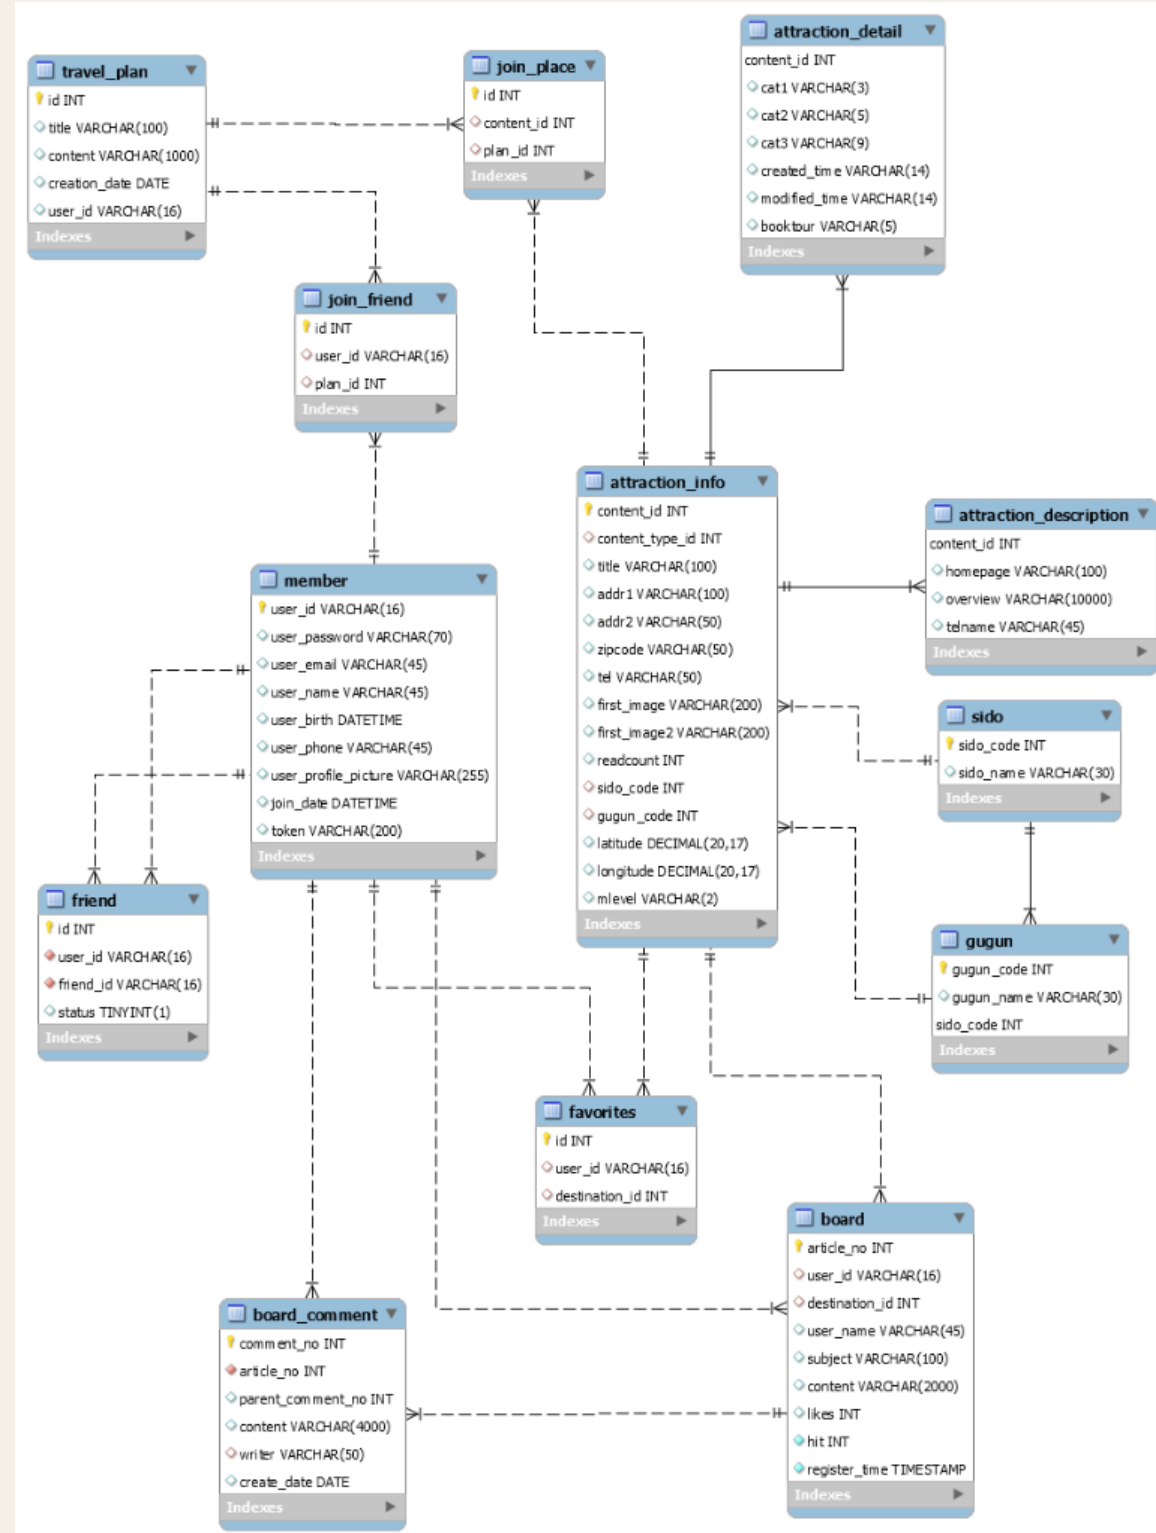 travel_plan
id INT
title VARCHAR(100)
content VARCHAR(1000)
creation_date DATE
user_id VARCHAR(16)
Indexes
join_place
id INT
content_id INT
plan_id INT
Indexes
attraction_detail
content_id INT
cat1 VARCHAR(3)
cat2 VARCHAR(5)
cat3 VARCHAR(9)
created_time VARCHAR(14)
modified_time VARCHAR(14)
booktour VARCHAR(5)
Indexes
join_friend
id INT
user_id VARCHAR(16)
plan_id INT
Indexes
attraction_info
content_id INT
content_type_id INT
title VARCHAR(100)
addr1 VARCHAR(100)
addr2 VARCHAR(50)
zipcode VARCHAR(50)
tel VARCHAR(50)
first_image VARCHAR(200)
first_image2 VARCHAR(200)
readcount INT
sido_code INT
gugun_code INT
latitude DECIMAL(20,17)
longitude DECIMAL(20,17)
mlevel VARCHAR(2)
Indexes
attraction_description
content_id INT
homepage VARCHAR(100)
overview VARCHAR(10000)
telname VARCHAR(45)
Indexes
member
user_id VARCHAR(16)
user_password VARCHAR(70)
user_email VARCHAR(45)
user_name VARCHAR(45)
user_birth DATETIME
user_phone VARCHAR(45)
user_profile_picture VARCHAR(255)
join_date DATETIME
token VARCHAR(200)
Indexes
sido
sido_code INT
sido_name VARCHAR(30)
Indexes
friend
id INT
user_id VARCHAR(16)
friend_id VARCHAR(16)
status TINYINT(1)
Indexes
gugun
gugun_code INT
gugun_name VARCHAR(30)
sido_code INT
Indexes
favorites
id INT
user_id VARCHAR(16)
destination_id INT
Indexes
board
article_no INT
user_id VARCHAR(16)
destination_id INT
user_name VARCHAR(45)
subject VARCHAR(100)
content VARCHAR(2000)
likes INT
hit INT
register_time TIMESTAMP
Indexes
board_comment
comment_no INT
article_no INT
parent_comment_no INT
content VARCHAR(4000)
writer VARCHAR(50)
create_date DATE
Indexes